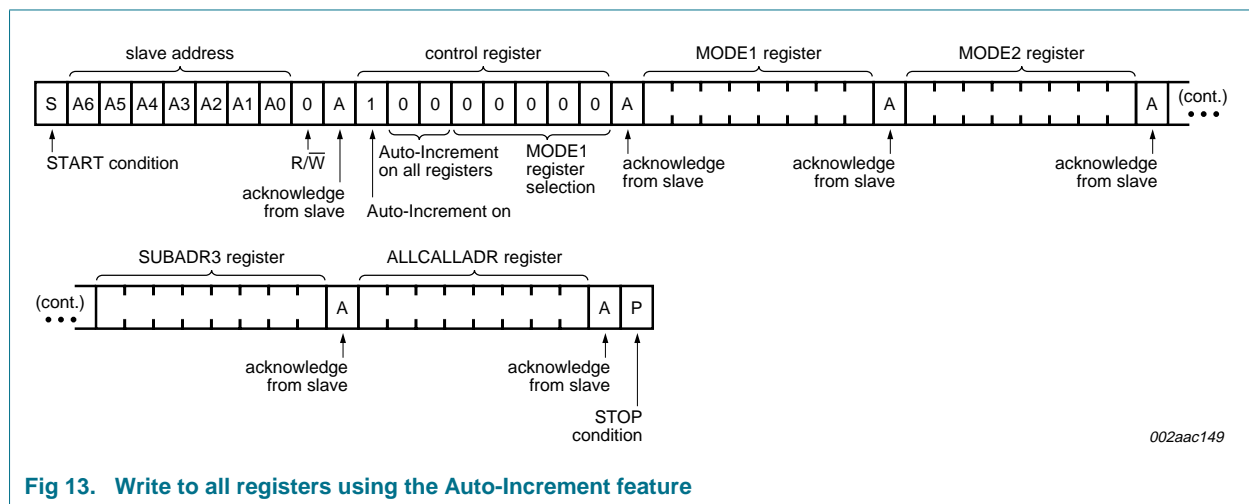 slave address control register MODE1 register MODE2 register
S A6 A5 A4 A3 A2 A1 A0 0 A 1 0 0 0 0 0 0 0 A A A (cont.)
START condition R/W̅ Auto-Increment on all registers MODE1 register selection acknowledge from slave acknowledge from slave acknowledge from slave
acknowledge from slave Auto-Increment on
SUBADR3 register ALLCALLADR register
(cont.) A A P
acknowledge from slave acknowledge from slave
STOP condition
002aac149
Fig 13. Write to all registers using the Auto-Increment feature